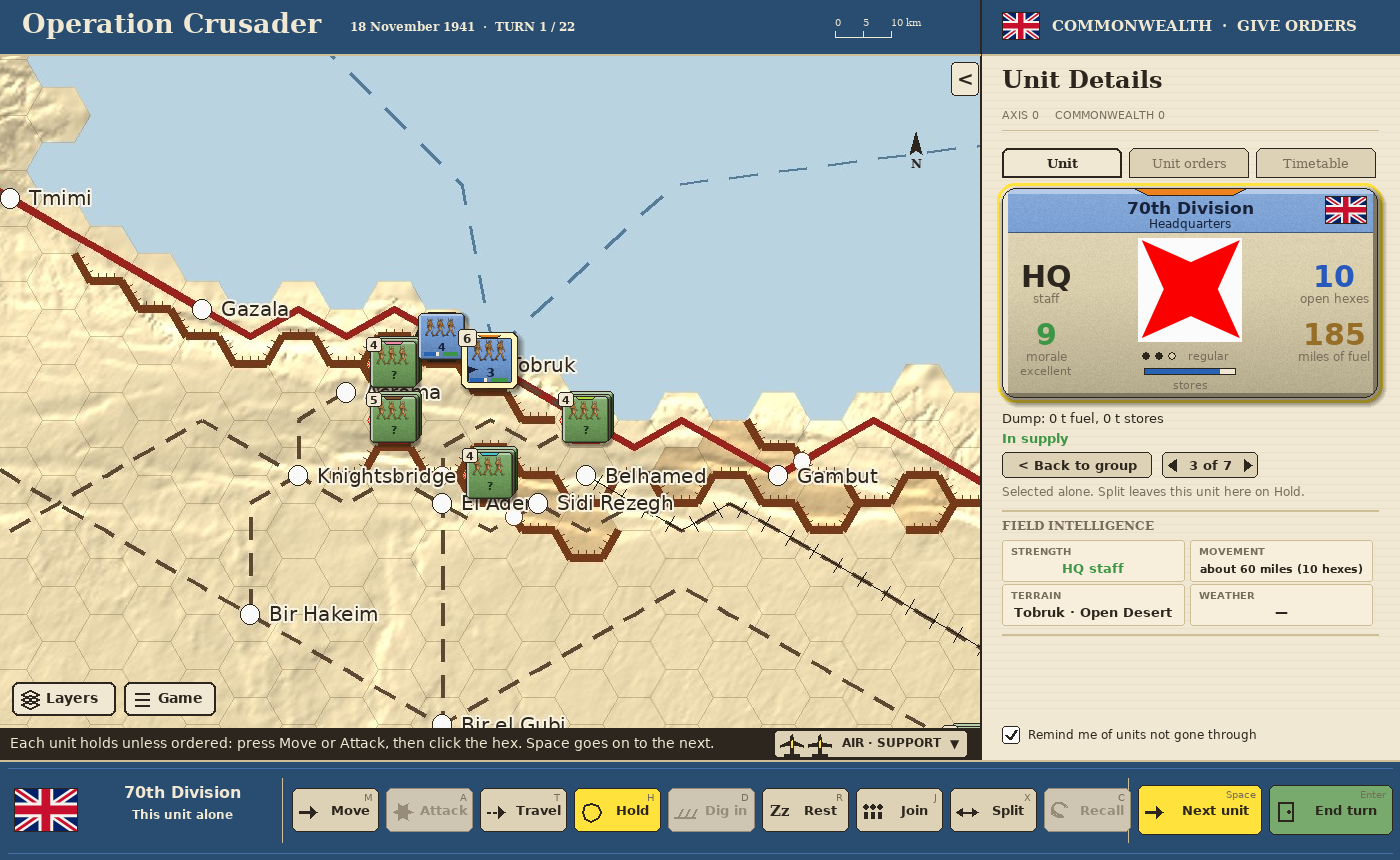 Operation Crusader
18 November 1941 · TURN 1 / 22
0 5 10 km
COMMONWEALTH · GIVE ORDERS
<
N
Tmimi
Gazala
4
6
3
4
?
Tobruk
Acroma
5
?
4
?
Knightsbridge
4
?
Belhamed
Gambut
El Adem
Sidi Rezegh
Bir Hakeim
Bir el Gubi
Layers
Game
Unit Details
AXIS 0 COMMONWEALTH 0
Unit
Unit orders
Timetable
70th Division
Headquarters
HQ
staff
10
open hexes
9
morale
excellent
185
miles of fuel
regular
stores
Dump: 0 t fuel, 0 t stores
In supply
< Back to group
3 of 7
Selected alone. Split leaves this unit here on Hold.
FIELD INTELLIGENCE
STRENGTH
HQ staff
MOVEMENT
about 60 miles (10 hexes)
TERRAIN
Tobruk · Open Desert
WEATHER
—
Remind me of units not gone through
Each unit holds unless ordered: press Move or Attack, then click the hex. Space goes on to the next.
AIR · SUPPORT ▼
70th Division
This unit alone
M
Move
A
Attack
T
Travel
H
Hold
D
Dig in
R
Zz Rest
J
Join
X
Split
C
Recall
Space
Next unit
Enter
End turn